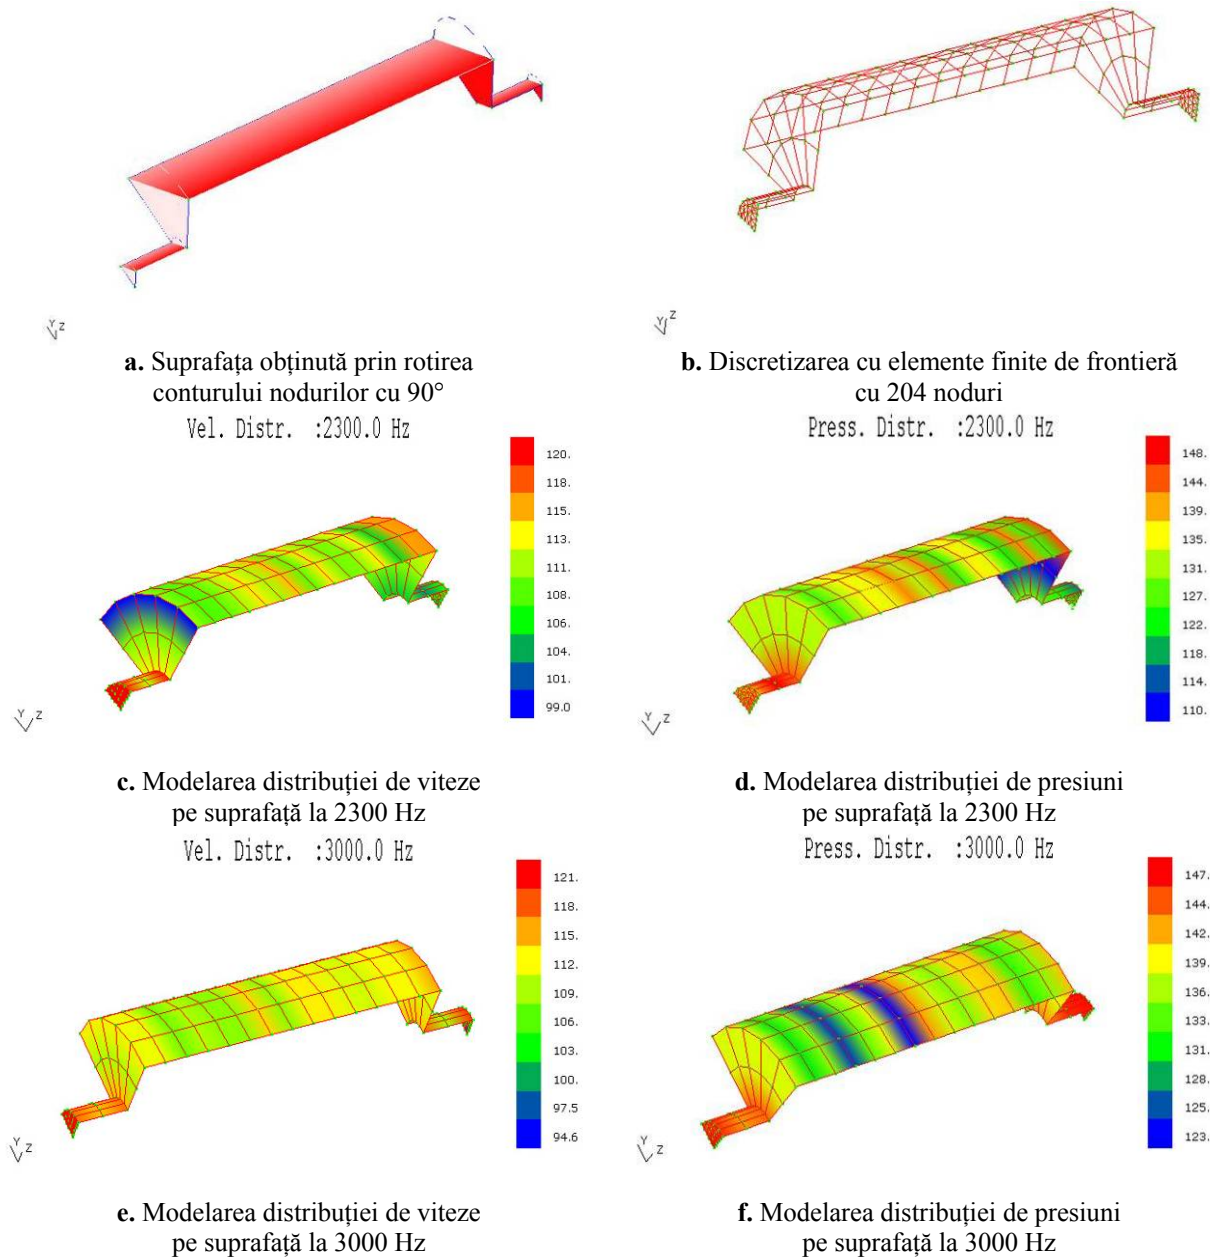 Y Z
Y Z
a. Suprafața obținută prin rotirea
conturului nodurilor cu 90°
b. Discretizarea cu elemente finite de frontieră
cu 204 noduri
Vel. Distr. :2300.0 Hz
120.
118.
115.
113.
111.
108.
106.
104.
101.
99.0
Y Z
Press. Distr. :2300.0 Hz
148.
144.
139.
135.
131.
127.
122.
118.
114.
110.
Y Z
c. Modelarea distribuției de viteze
pe suprafață la 2300 Hz
d. Modelarea distribuției de presiuni
pe suprafață la 2300 Hz
Vel. Distr. :3000.0 Hz
121.
118.
115.
112.
109.
106.
103.
100.
97.5
94.6
Y Z
Press. Distr. :3000.0 Hz
147.
144.
142.
139.
136.
133.
131.
128.
125.
123.
Y Z
e. Modelarea distribuției de viteze
pe suprafață la 3000 Hz
f. Modelarea distribuției de presiuni
pe suprafață la 3000 Hz